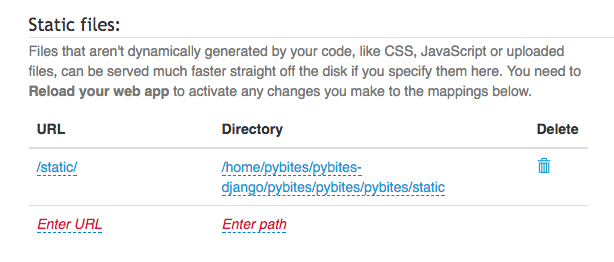 Static files:
Files that aren't dynamically generated by your code, like CSS, JavaScript or uploaded
files, can be served much faster straight off the disk if you specify them here. You need to
Reload your web app to activate any changes you make to the mappings below.
URL Directory Delete
/static/ /home/pybites/pybites-
django/pybites/pybites/pybites/static
Enter URL Enter path